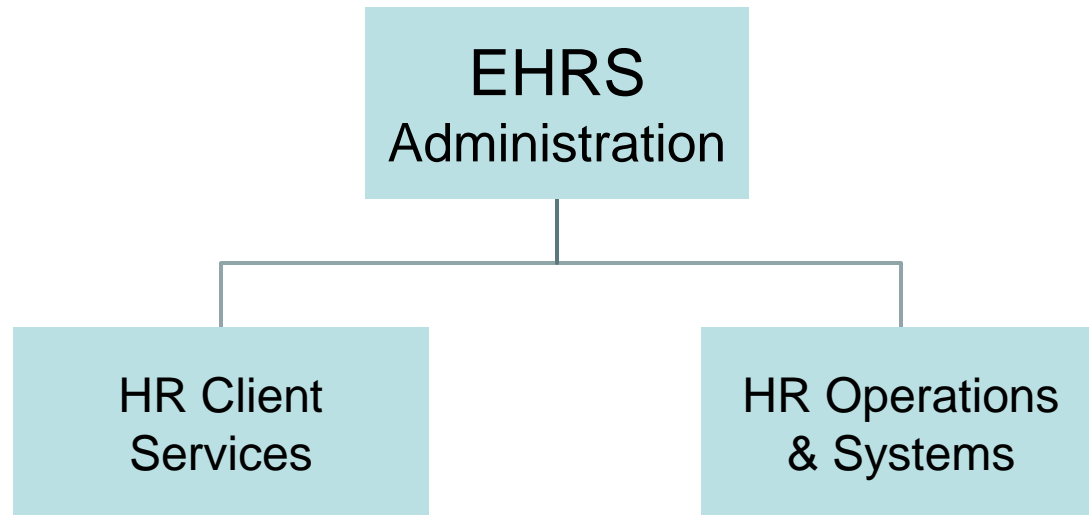 EHRS
Administration
HR Client
Services
HR Operations
& Systems